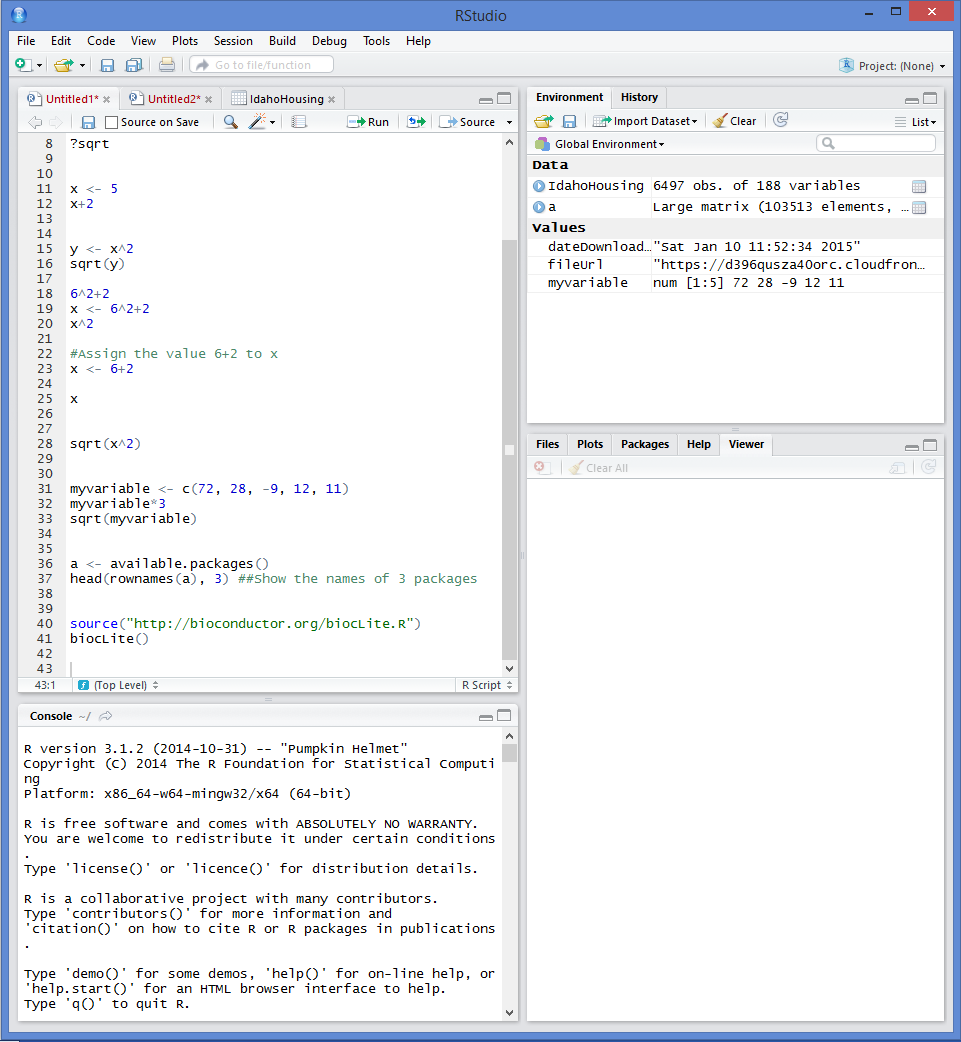 RStudio
File Edit Code View Plots Session Build Debug Tools Help
Go to file/function
Project: (None)
Untitled1* Untitled2* IdahoHousing
Source on Save Run Source
8 ?sqrt
9
10
11 x <- 5
12 x+2
13
14
15 y <- x^2
16 sqrt(y)
17
18 6^2+2
19 x <- 6^2+2
20 x^2
21
22 #Assign the value 6+2 to x
23 x <- 6+2
24
25 x
26
27
28 sqrt(x^2)
29
30
31 myvariable <- c(72, 28, -9, 12, 11)
32 myvariable*3
33 sqrt(myvariable)
34
35
36 a <- available.packages()
37 head(rownames(a), 3) ##Show the names of 3 packages
38
39
40 source("http://bioconductor.org/biocLite.R")
41 biocLite()
42
43
43:1 (Top Level) R Script
Console ~/
R version 3.1.2 (2014-10-31) -- "Pumpkin Helmet"
Copyright (C) 2014 The R Foundation for Statistical Computi
ng
Platform: x86_64-w64-mingw32/x64 (64-bit)
R is free software and comes with ABSOLUTELY NO WARRANTY.
You are welcome to redistribute it under certain conditions
.
Type 'license()' or 'licence()' for distribution details.
R is a collaborative project with many contributors.
Type 'contributors()' for more information and
'citation()' on how to cite R or R packages in publications
.
Type 'demo()' for some demos, 'help()' for on-line help, or
'help.start()' for an HTML browser interface to help.
Type 'q()' to quit R.
Environment History
Import Dataset Clear List
Global Environment
Data
IdahoHousing 6497 obs. of 188 variables
a Large matrix (103513 elements, …
Values
dateDownload… "Sat Jan 10 11:52:34 2015"
fileUrl "https://d396qusza40orc.cloudfron…
myvariable num [1:5] 72 28 -9 12 11
Files Plots Packages Help Viewer
Clear All